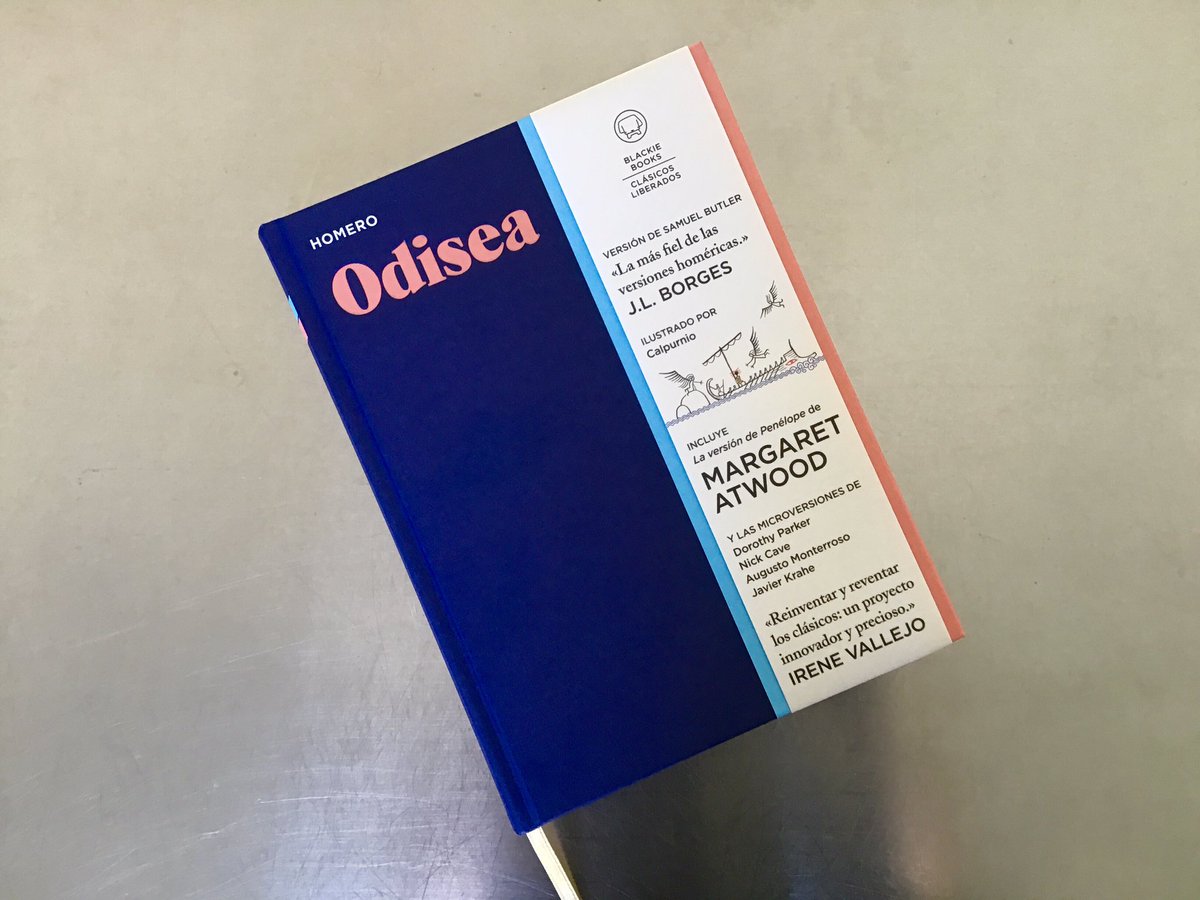 HOMERO
Odisea
BLACKIE
BOOKS
CLÁSICOS
LIBERADOS
VERSIÓN DE SAMUEL BUTLER
«La más fiel de las
versiones homéricas.»
J.L. BORGES
ILUSTRADO POR
Calpurnio
INCLUYE
La versión de Penélope de
MARGARET
ATWOOD
Y LAS MICROVERSIONES DE
Dorothy Parker
Nick Cave
Augusto Monterroso
Javier Krahe
«Reinventar y reventar
los clásicos: un proyecto
innovador y precioso.»
IRENE VALLEJO